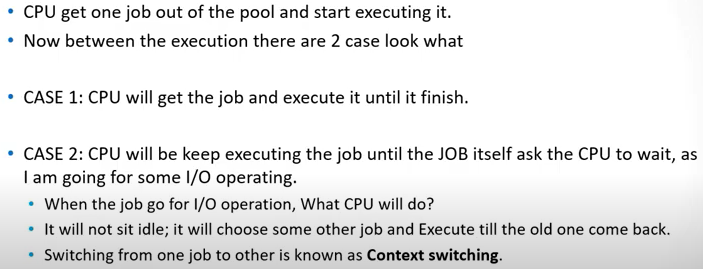 • CPU get one job out of the pool and start executing it.
• Now between the execution there are 2 case look what
• CASE 1: CPU will get the job and execute it until it finish.
• CASE 2: CPU will be keep executing the job until the JOB itself ask the CPU to wait, as
I am going for some I/O operating.
• When the job go for I/O operation, What CPU will do?
• It will not sit idle; it will choose some other job and Execute till the old one come back.
• Switching from one job to other is known as Context switching.